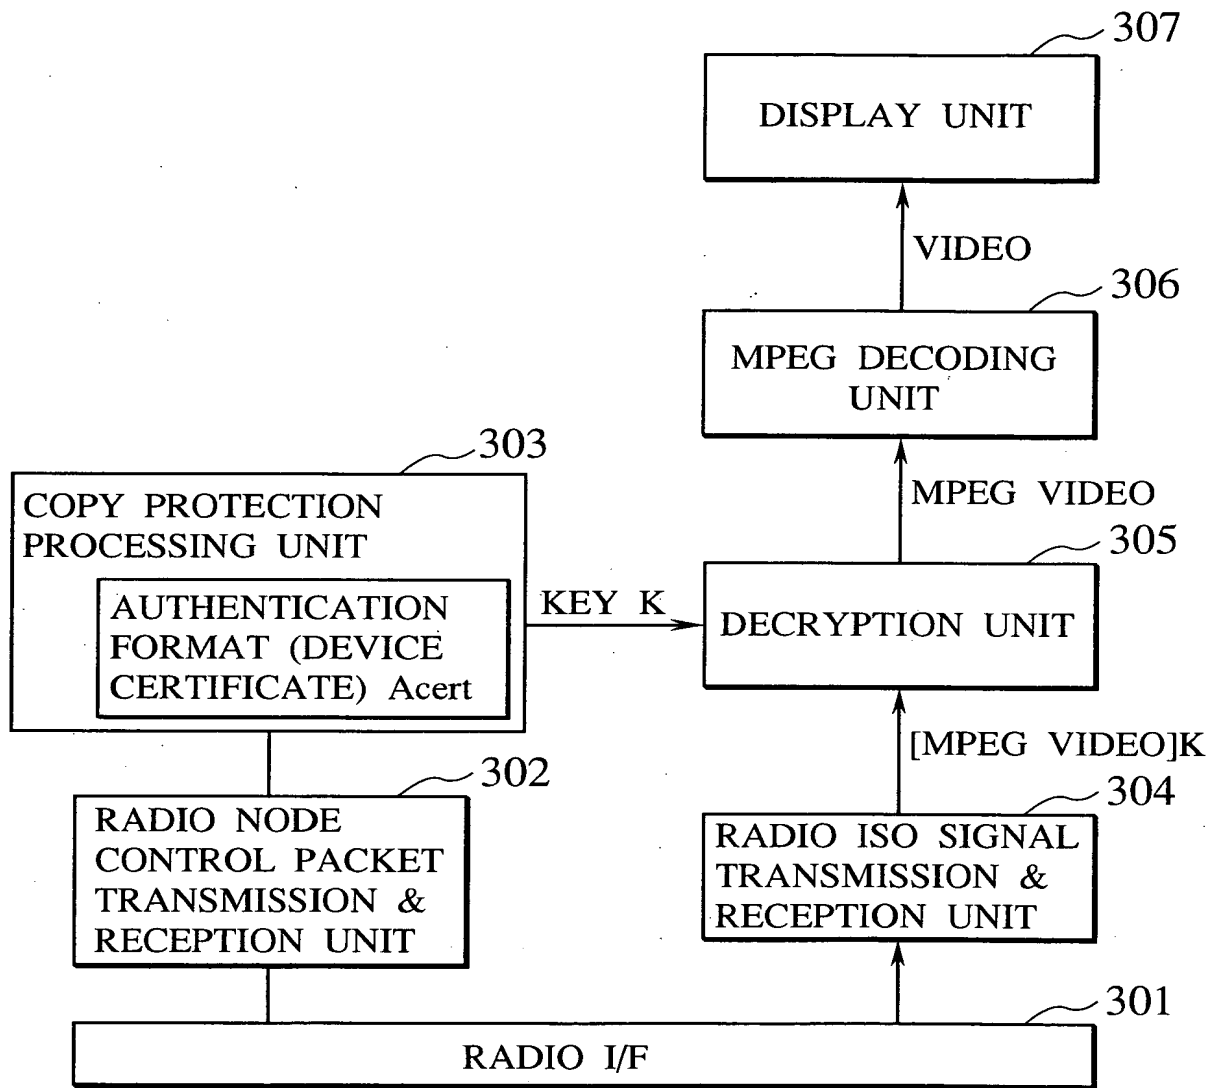 307
DISPLAY UNIT
VIDEO
306
MPEG DECODING
UNIT
MPEG VIDEO
303
COPY PROTECTION
PROCESSING UNIT
AUTHENTICATION
FORMAT (DEVICE
CERTIFICATE) Acert
KEY K
305
DECRYPTION UNIT
[MPEG VIDEO]K
302
RADIO NODE
CONTROL PACKET
TRANSMISSION &
RECEPTION UNIT
304
RADIO ISO SIGNAL
TRANSMISSION &
RECEPTION UNIT
301
RADIO I/F